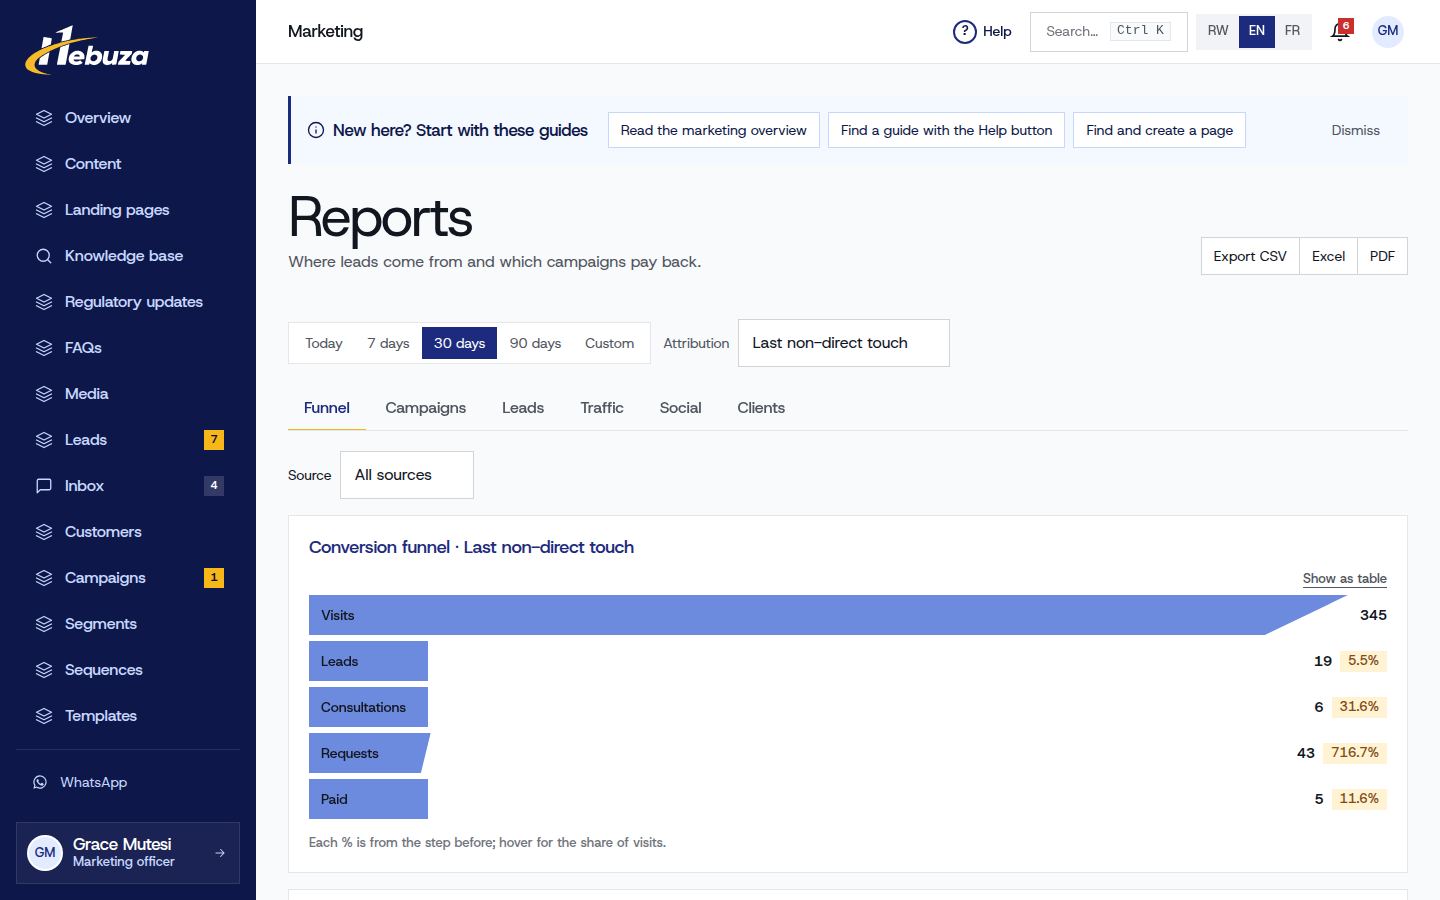 Hebuza
Overview
Content
Landing pages
Knowledge base
Regulatory updates
FAQs
Media
Leads 7
Inbox 4
Customers
Campaigns 1
Segments
Sequences
Templates
WhatsApp
GM Grace Mutesi
Marketing officer
Marketing
? Help
Search... Ctrl K
RW EN FR
6
GM
New here? Start with these guides
Read the marketing overview
Find a guide with the Help button
Find and create a page
Dismiss
Reports
Where leads come from and which campaigns pay back.
Export CSV Excel PDF
Today 7 days 30 days 90 days Custom
Attribution Last non-direct touch
Funnel Campaigns Leads Traffic Social Clients
Source All sources
Conversion funnel · Last non-direct touch
Show as table
Visits 345
Leads 19 5.5%
Consultations 6 31.6%
Requests 43 716.7%
Paid 5 11.6%
Each % is from the step before; hover for the share of visits.